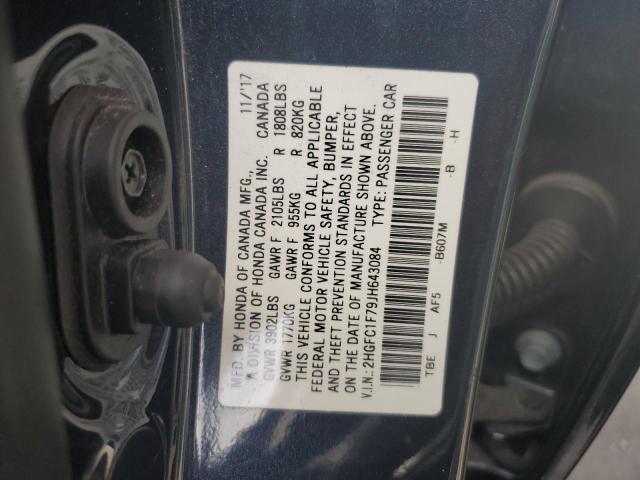 MFD. BY HONDA OF CANADA MFG., 11/'17
A DIVISION OF HONDA CANADA INC. CANADA
GVWR 3902LBS GAWR F 2105LBS R 1808LBS
GVWR 1770KG GAWR F 955KG R 820KG
THIS VEHICLE CONFORMS TO ALL APPLICABLE
FEDERAL MOTOR VEHICLE SAFETY, BUMPER,
AND THEFT PREVENTION STANDARDS IN EFFECT
ON THE DATE OF MANUFACTURE SHOWN ABOVE.
V.I.N.: 2HGFC1F79JH643084 TYPE: PASSENGER CAR
TBE J AF5 -B607M -B -H